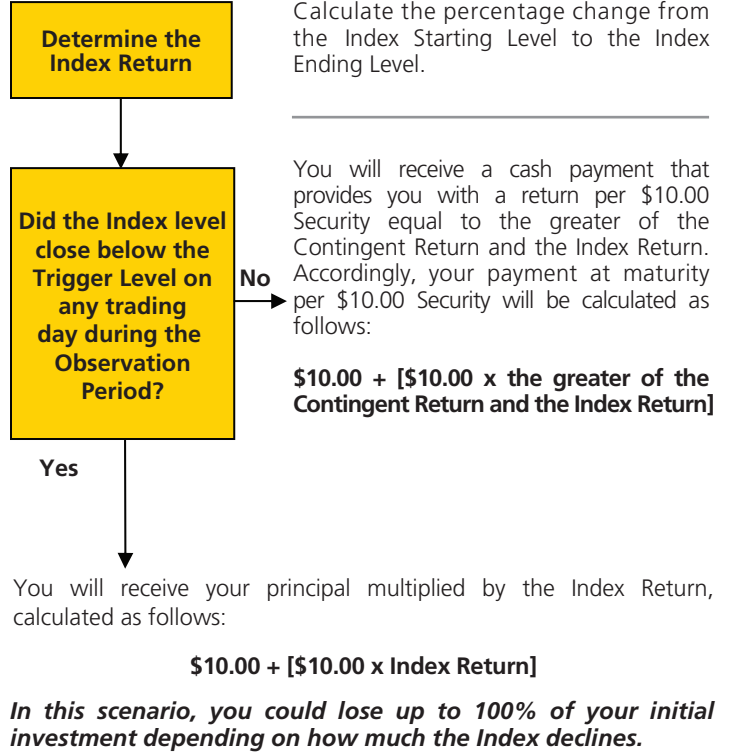 Determine the
Index Return
Calculate the percentage change from
the Index Starting Level to the Index
Ending Level.
Did the Index level
close below the
Trigger Level on
any trading
day during the
Observation
Period?
No
You will receive a cash payment that
provides you with a return per $10.00
Security equal to the greater of the
Contingent Return and the Index Return.
Accordingly, your payment at maturity
per $10.00 Security will be calculated as
follows:
$10.00 + [$10.00 x the greater of the
Contingent Return and the Index Return]
Yes
You will receive your principal multiplied by the Index Return,
calculated as follows:
$10.00 + [$10.00 x Index Return]
In this scenario, you could lose up to 100% of your initial
investment depending on how much the Index declines.